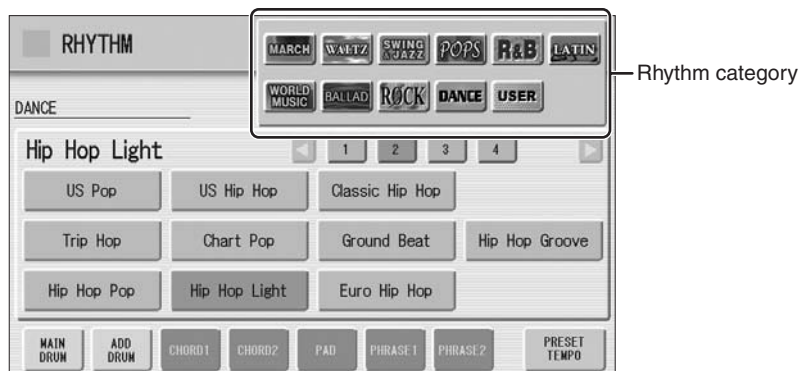 RHYTHM
MARCH WALTZ SWING & JAZZ POPS R&B LATIN
WORLD MUSIC BALLAD ROCK DANCE USER
Rhythm category
DANCE
Hip Hop Light 1 2 3 4
US Pop US Hip Hop Classic Hip Hop
Trip Hop Chart Pop Ground Beat Hip Hop Groove
Hip Hop Pop Hip Hop Light Euro Hip Hop
MAIN DRUM ADD DRUM CHORD1 CHORD2 PAD PHRASE1 PHRASE2 PRESET TEMPO